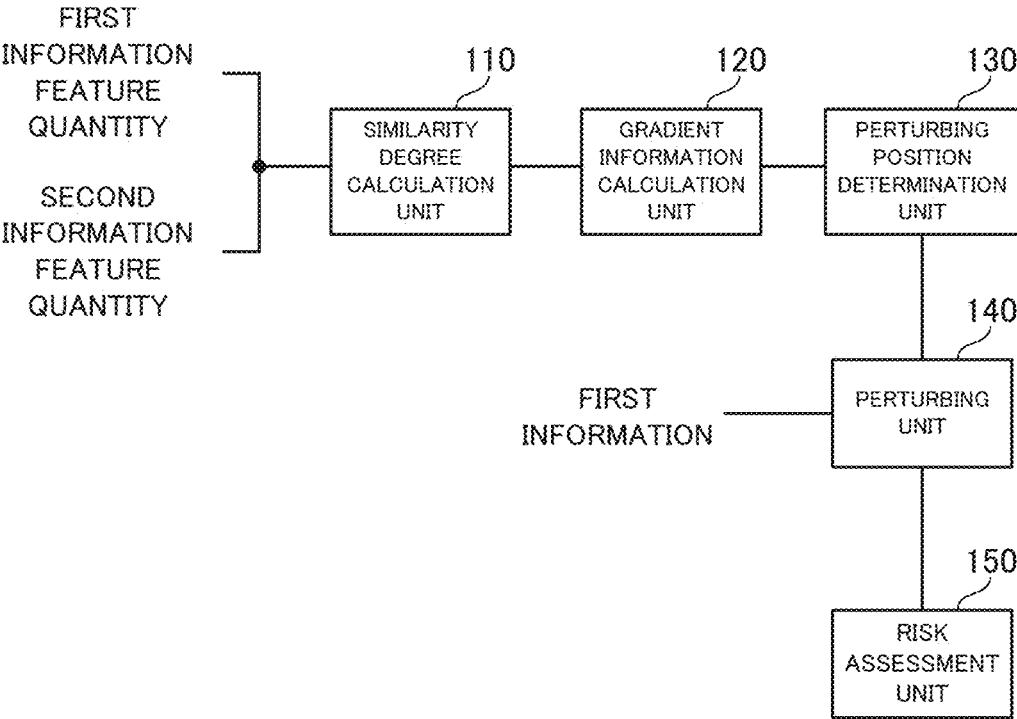 FIRST
INFORMATION
FEATURE
QUANTITY
SECOND
INFORMATION
FEATURE
QUANTITY
110
SIMILARITY
DEGREE
CALCULATION
UNIT
120
GRADIENT
INFORMATION
CALCULATION
UNIT
130
PERTURBING
POSITION
DETERMINATION
UNIT
FIRST
INFORMATION
140
PERTURBING
UNIT
150
RISK
ASSESSMENT
UNIT